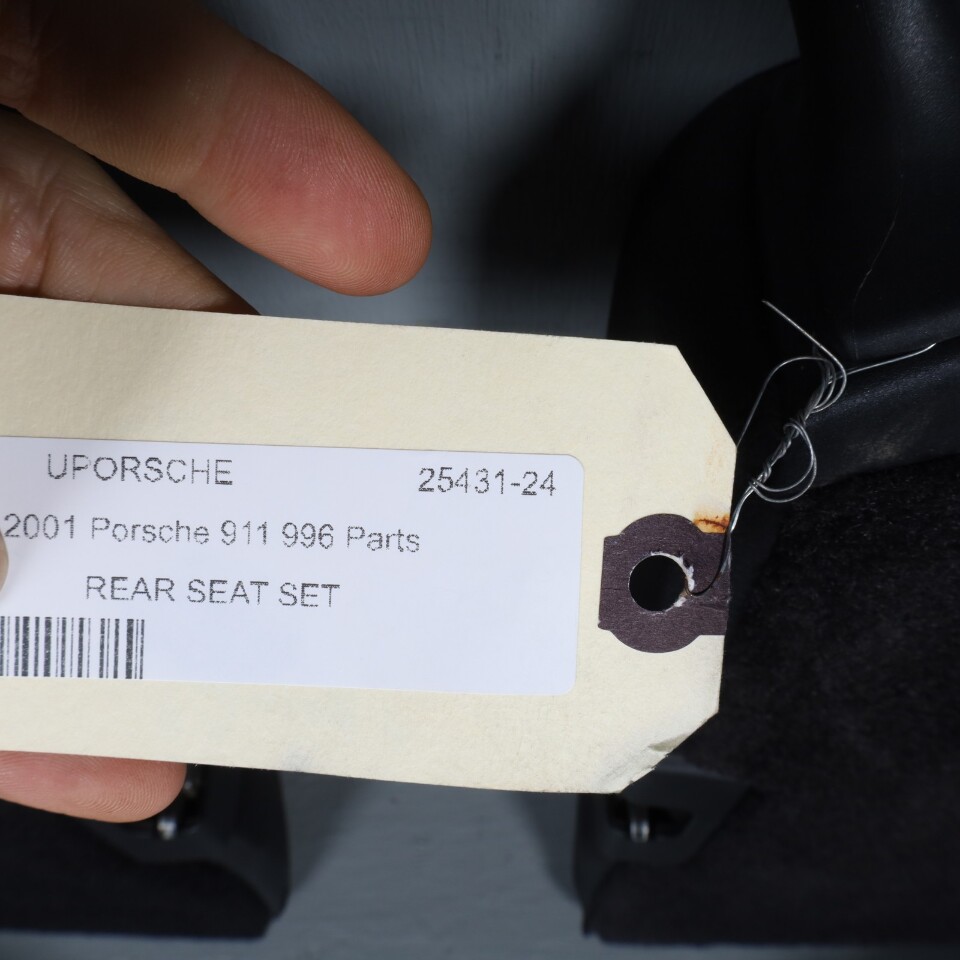 UPORSCHE 25431-24
2001 Porsche 911 996 Parts
REAR SEAT SET